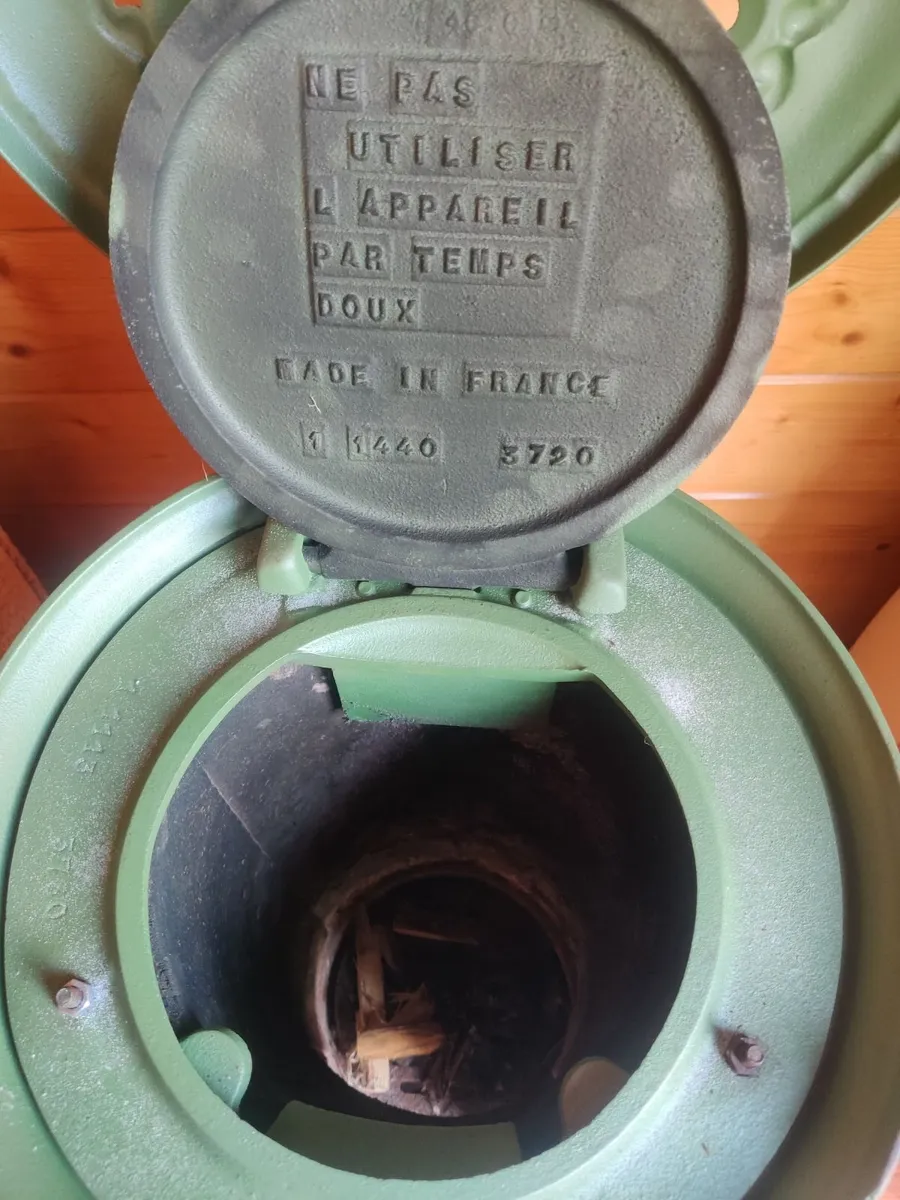 NE PAS
UTILISER
L APPAREIL
PAR TEMPS
DOUX
MADE IN FRANCE
1 1440 3720